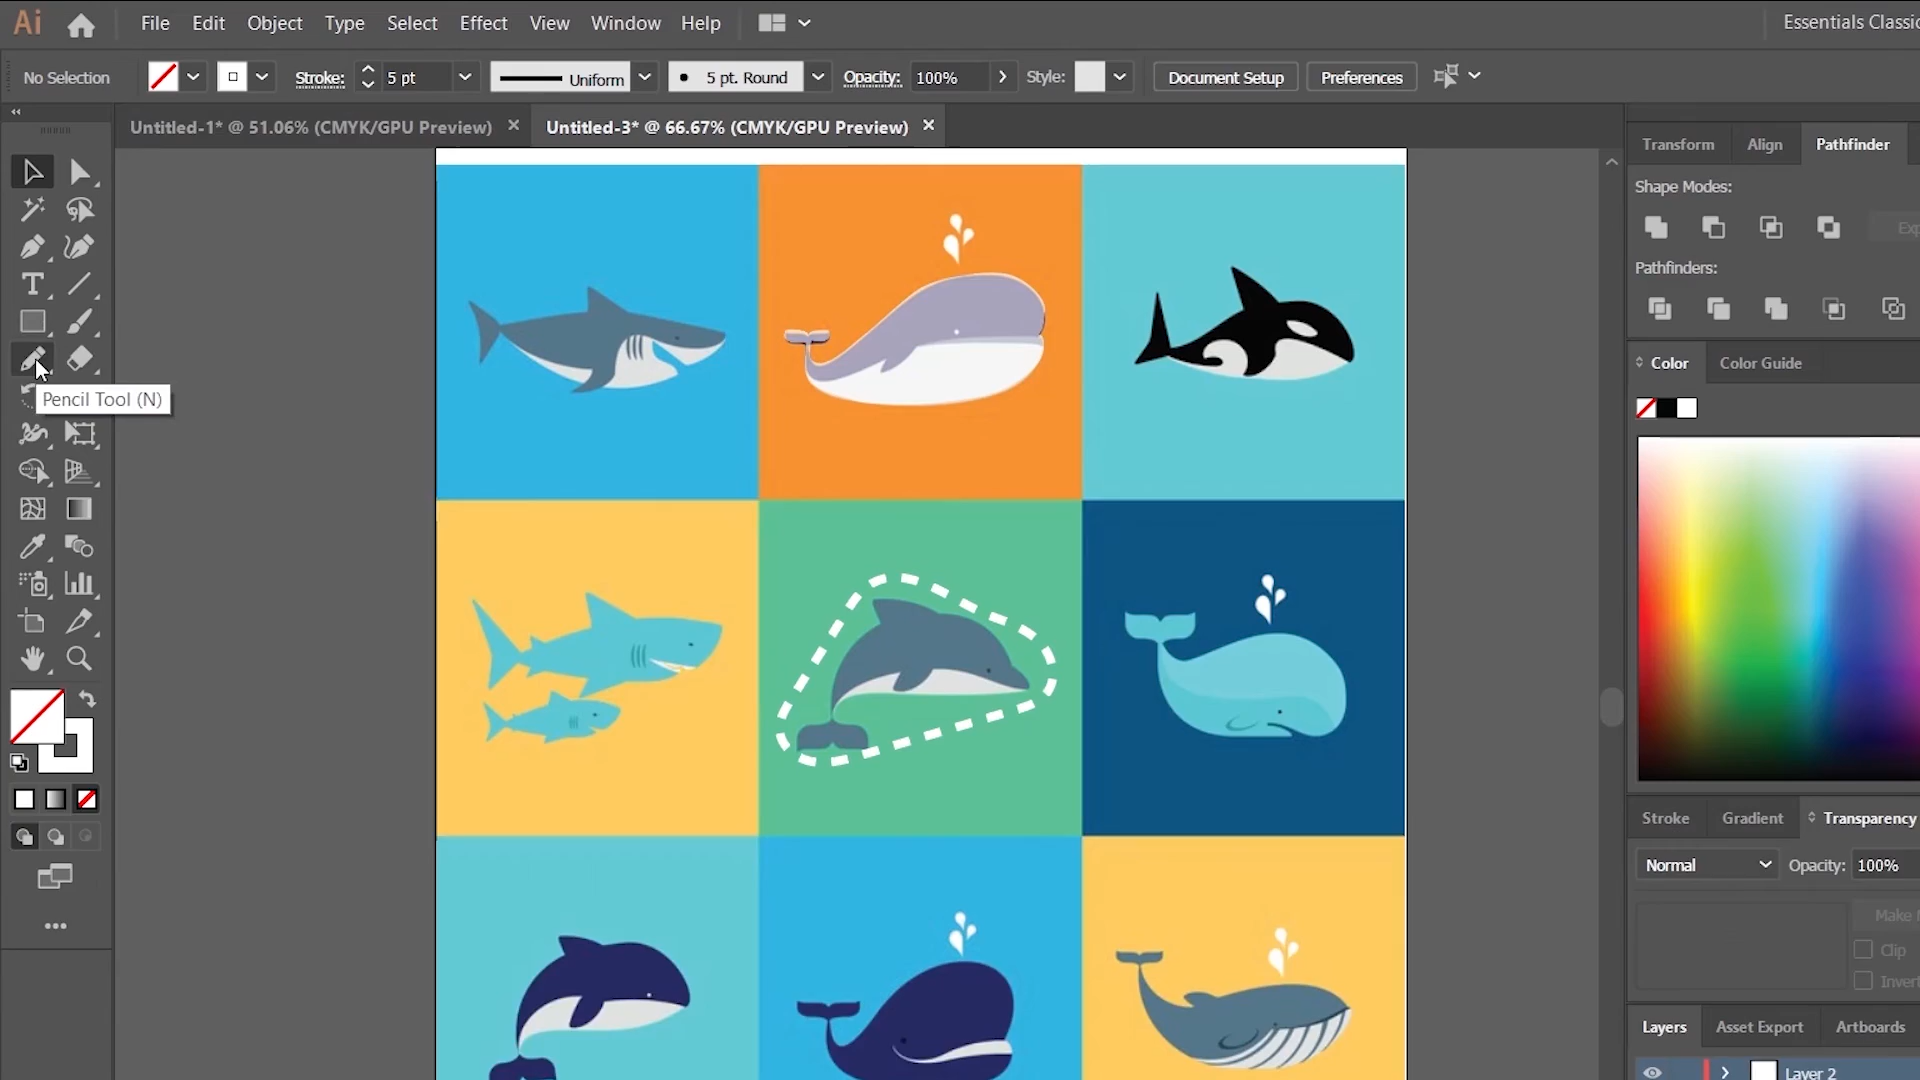 Ai File Edit Object Type Select Effect View Window Help Essentials Classic
No Selection Stroke: 5 pt Uniform 5 pt. Round Opacity: 100% Style: Document Setup Preferences
Untitled-1* @ 51.06% (CMYK/GPU Preview) Untitled-3* @ 66.67% (CMYK/GPU Preview)
Transform Align Pathfinder
Shape Modes:
Exp
Pathfinders:
Color Color Guide
Pencil Tool (N)
Stroke Gradient Transparency
Normal Opacity: 100%
Make
Clip
Invert
Layers Asset Export Artboards
Layer 2